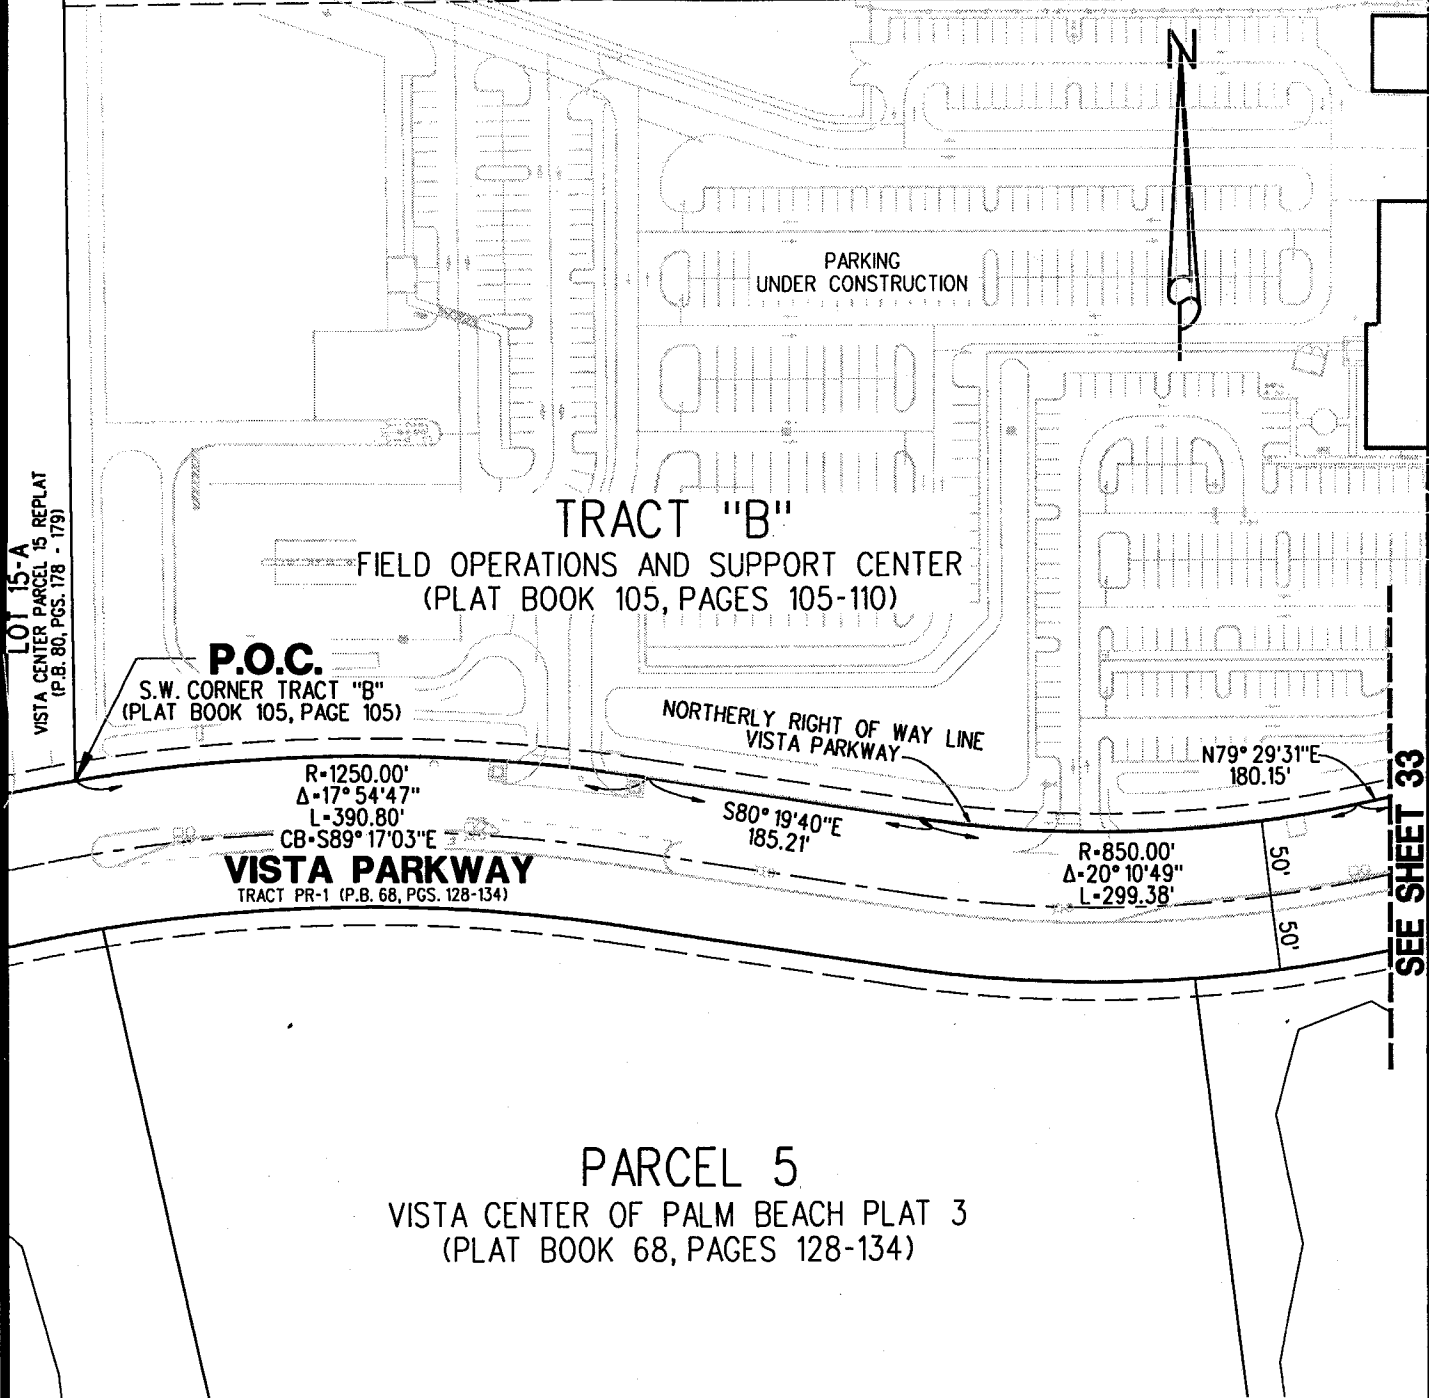 N
PARKING
UNDER CONSTRUCTION
LOT 15-A
VISTA CENTER PARCEL 15 REPLAT
(P.B. 80, PGS. 178 - 179)
TRACT "B"
FIELD OPERATIONS AND SUPPORT CENTER
(PLAT BOOK 105, PAGES 105-110)
P.O.C.
S.W. CORNER TRACT "B"
(PLAT BOOK 105, PAGE 105)
NORTHERLY RIGHT OF WAY LINE
VISTA PARKWAY
N79° 29'31"E
180.15'
R=1250.00'
Δ=17° 54'47"
L=390.80'
CB=S89° 17'03"E
S80° 19'40"E
185.21'
R=850.00'
Δ=20° 10'49"
L=299.38'
50'
50'
SEE SHEET 33
VISTA PARKWAY
TRACT PR-1 (P.B. 68, PGS. 128-134)
PARCEL 5
VISTA CENTER OF PALM BEACH PLAT 3
(PLAT BOOK 68, PAGES 128-134)